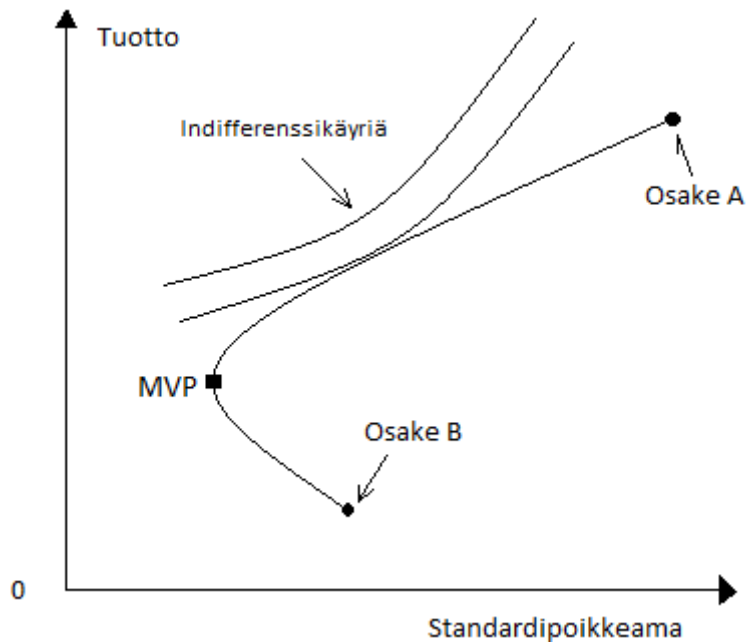 Tuotto
Indifferenssikäyriä
Osake A
MVP
Osake B
0
Standardipoikkeama